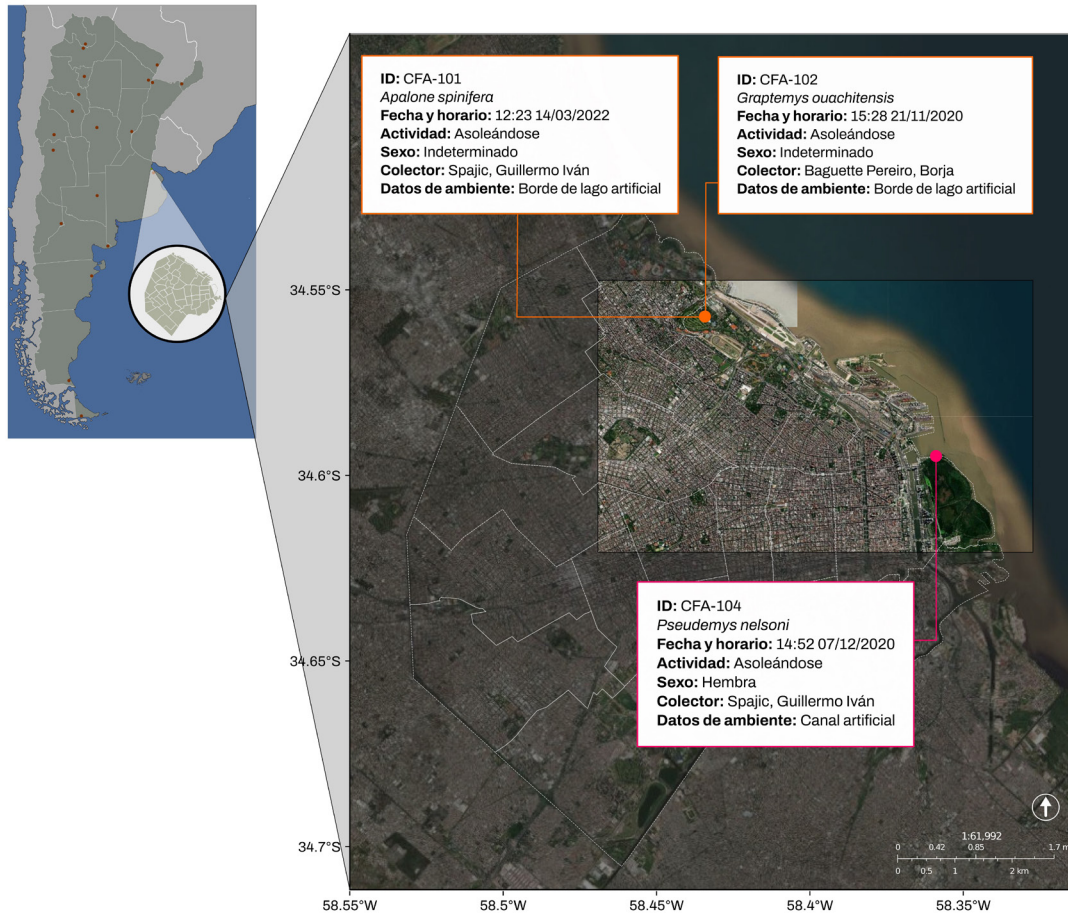 ID: CFA-101
Apalone spinifera
Fecha y horario: 12:23 14/03/2022
Actividad: Asoleándose
Sexo: Indeterminado
Colector: Spajic, Guillermo Iván
Datos de ambiente: Borde de lago artificial
ID: CFA-102
Graptemys ouachitensis
Fecha y horario: 15:28 21/11/2020
Actividad: Asoleándose
Sexo: Indeterminado
Colector: Baguette Pereiro, Borja
Datos de ambiente: Borde de lago artificial
34.55°S
34.6°S
34.65°S
34.7°S
ID: CFA-104
Pseudemys nelsoni
Fecha y horario: 14:52 07/12/2020
Actividad: Asoleándose
Sexo: Hembra
Colector: Spajic, Guillermo Iván
Datos de ambiente: Canal artificial
1:61,992
0 0.42 0.85 1.7 m
0 0.5 1 2 km
58.55°W 58.5°W 58.45°W 58.4°W 58.35°W